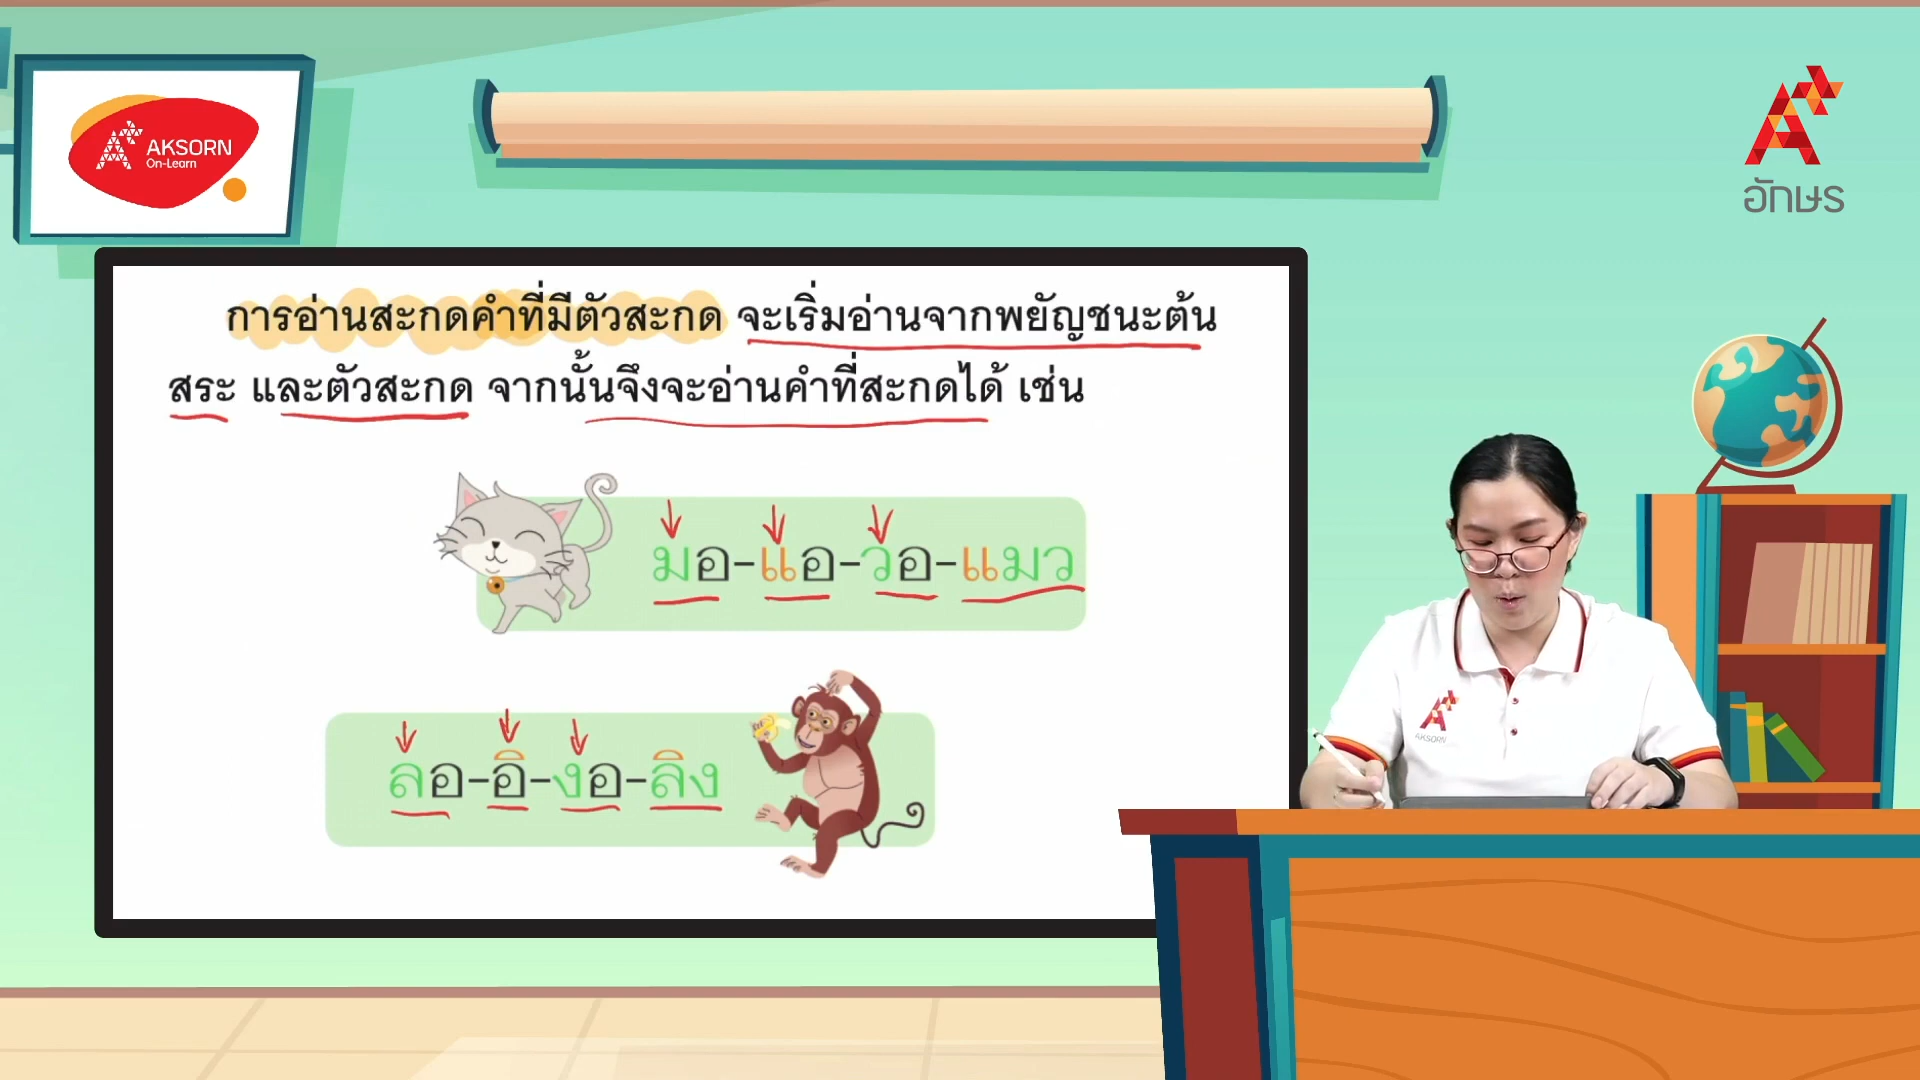 AKSORN
On-Learn
อักษร
การอ่านสะกดคำที่มีตัวสะกด จะเริ่มอ่านจากพยัญชนะต้น
สระ และตัวสะกด จากนั้นจึงจะอ่านคำที่สะกดได้ เช่น
มอ-แอ-วอ-แมว
ลอ-อิ-งอ-ลิง
AKSORN